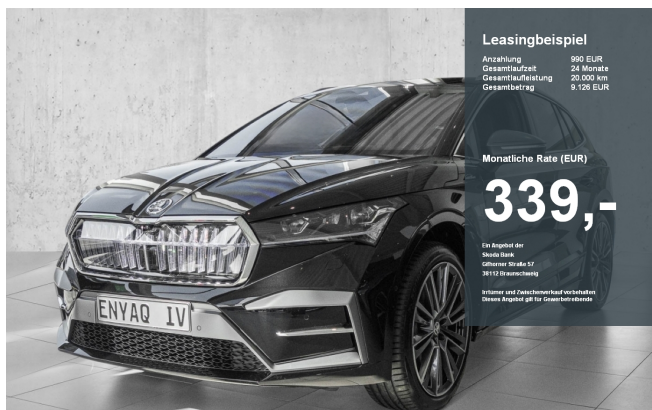 Leasingbeispiel
Anzahlung 990 EUR
Gesamtlaufzeit 24 Monate
Gesamtlaufleistung 20.000 km
Gesamtbetrag 9.126 EUR
Monatliche Rate (EUR)
339,-
Ein Angebot der
Skoda Bank
Gifhorner Straße 57
38112 Braunschweig
Irrtümer und Zwischenverkauf vorbehalten
Dieses Angebot gilt für Gewerbetreibende
ENYAQ IV